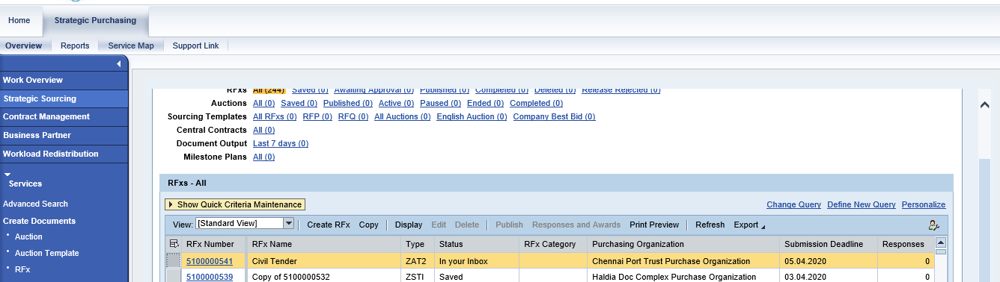 Home Strategic Purchasing
Overview Reports Service Map Support Link
Work Overview
Strategic Sourcing
Contract Management
Business Partner
Workload Redistribution
Services
Advanced Search
Create Documents
• Auction
• Auction Template
• RFx
RFxs All (244) Saved (0) Awaiting Approval (0) Published (0) Completed (0) Deleted (0) Release Rejected (0)
Auctions All (0) Saved (0) Published (0) Active (0) Paused (0) Ended (0) Completed (0)
Sourcing Templates All RFxs (0) RFP (0) RFQ (0) All Auctions (0) English Auction (0) Company Best Bid (0)
Central Contracts All (0)
Document Output Last 7 days (0)
Milestone Plans All (0)
RFxs - All
Show Quick Criteria Maintenance Change Query Define New Query Personalize
View: [Standard View] Create RFx Copy Display Edit Delete Publish Responses and Awards Print Preview Refresh Export
RFx Number RFx Name Type Status RFx Category Purchasing Organization Submission Deadline Responses
5100000541 Civil Tender ZAT2 In your Inbox Chennai Port Trust Purchase Organization 05.04.2020 0
5100000539 Copy of 5100000532 ZSTI Saved Haldia Doc Complex Purchase Organization 03.04.2020 0